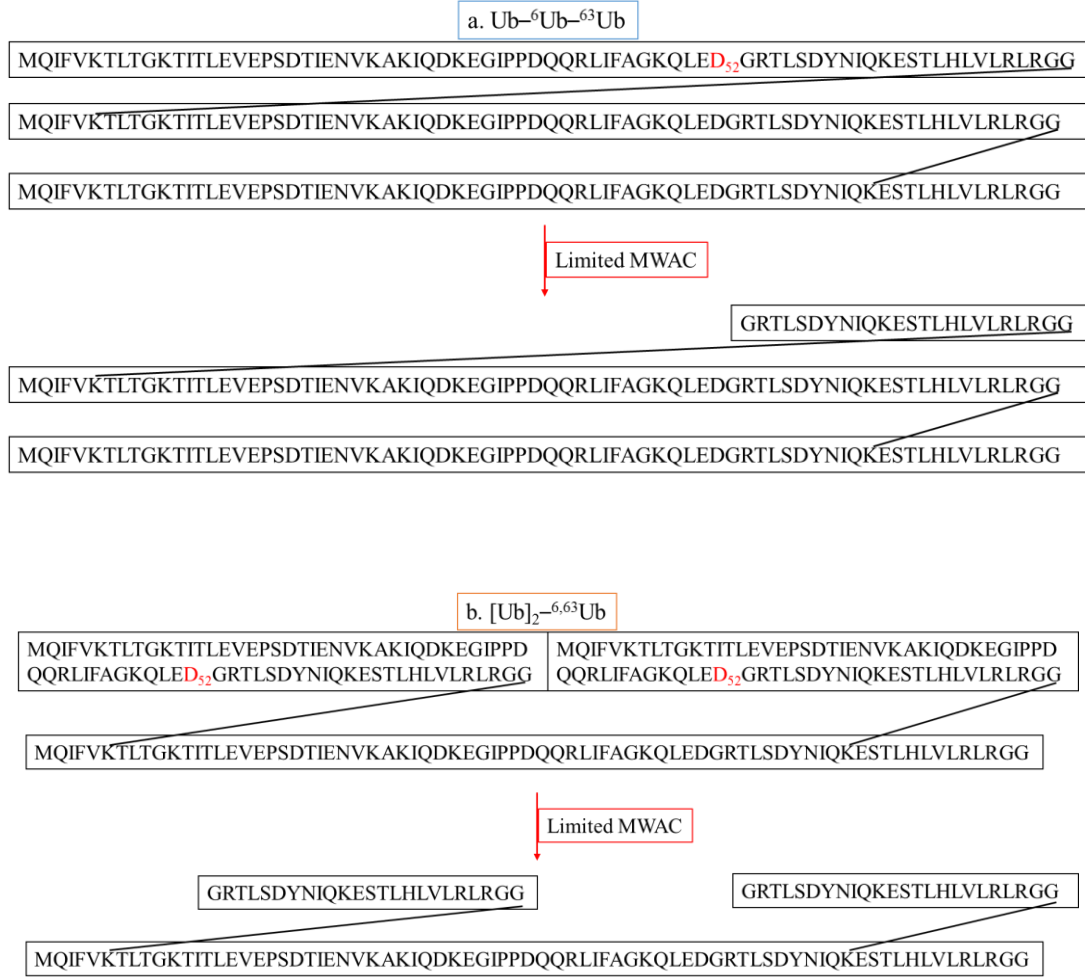 a. Ub–⁶Ub–⁶³Ub
MQIFVKTLTGKTITLEVEPSDTIENVKAKIQDKEGIPPDQQRLIFAGKQLED₅₂GRTLSDYNIQKESTLHLVLRLRGG
MQIFVKTLTGKTITLEVEPSDTIENVKAKIQDKEGIPPDQQRLIFAGKQLEDGRTLSDYNIQKESTLHLVLRLRGG
MQIFVKTLTGKTITLEVEPSDTIENVKAKIQDKEGIPPDQQRLIFAGKQLEDGRTLSDYNIQKESTLHLVLRLRGG
Limited MWAC
GRTLSDYNIQKESTLHLVLRLRGG
MQIFVKTLTGKTITLEVEPSDTIENVKAKIQDKEGIPPDQQRLIFAGKQLEDGRTLSDYNIQKESTLHLVLRLRGG
MQIFVKTLTGKTITLEVEPSDTIENVKAKIQDKEGIPPDQQRLIFAGKQLEDGRTLSDYNIQKESTLHLVLRLRGG
b. [Ub]₂–⁶,⁶³Ub
MQIFVKTLTGKTITLEVEPSDTIENVKAKIQDKEGIPPD
QQRLIFAGKQLED₅₂GRTLSDYNIQKESTLHLVLRLRGG
MQIFVKTLTGKTITLEVEPSDTIENVKAKIQDKEGIPPD
QQRLIFAGKQLED₅₂GRTLSDYNIQKESTLHLVLRLRGG
MQIFVKTLTGKTITLEVEPSDTIENVKAKIQDKEGIPPDQQRLIFAGKQLEDGRTLSDYNIQKESTLHLVLRLRGG
Limited MWAC
GRTLSDYNIQKESTLHLVLRLRGG
GRTLSDYNIQKESTLHLVLRLRGG
MQIFVKTLTGKTITLEVEPSDTIENVKAKIQDKEGIPPDQQRLIFAGKQLEDGRTLSDYNIQKESTLHLVLRLRGG